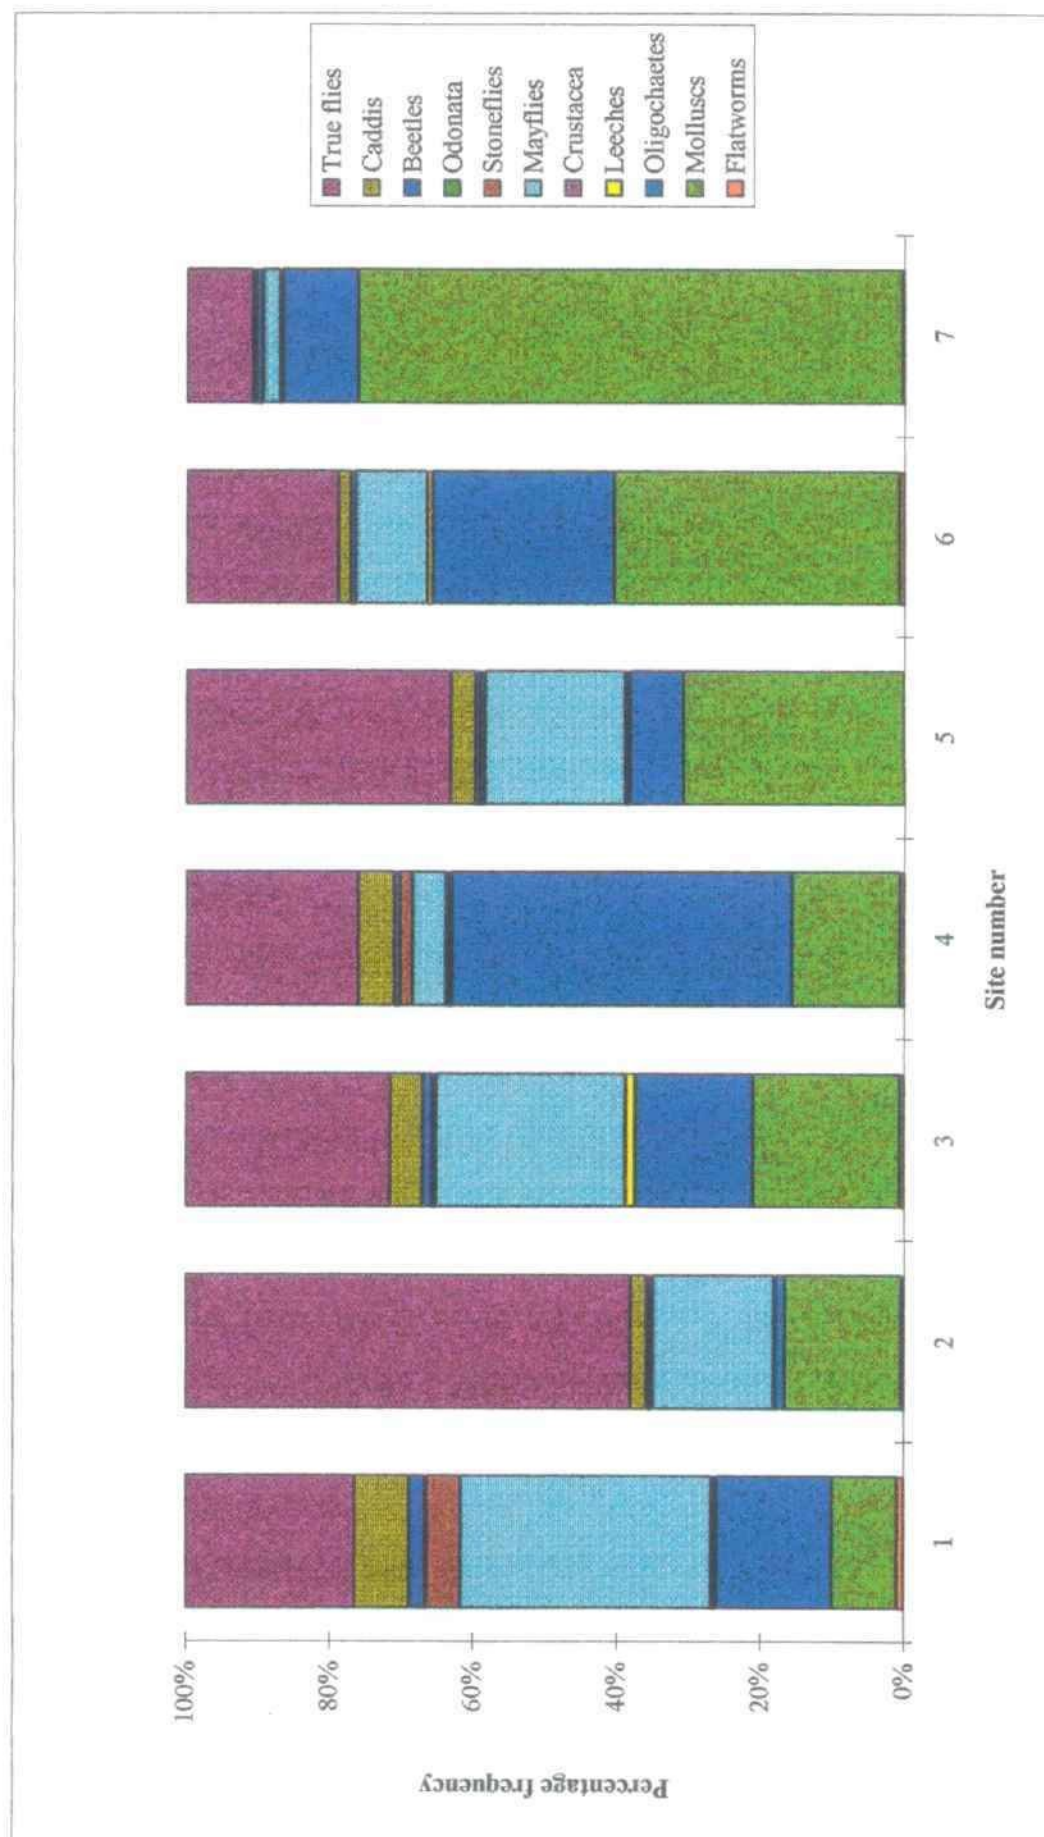 100%
80%
60%
40%
20%
0%
Percentage frequency
1
2
3
4
5
6
7
Site number
True flies
Caddis
Beetles
Odonata
Stoneflies
Mayflies
Crustacea
Leeches
Oligochaetes
Molluscs
Flatworms